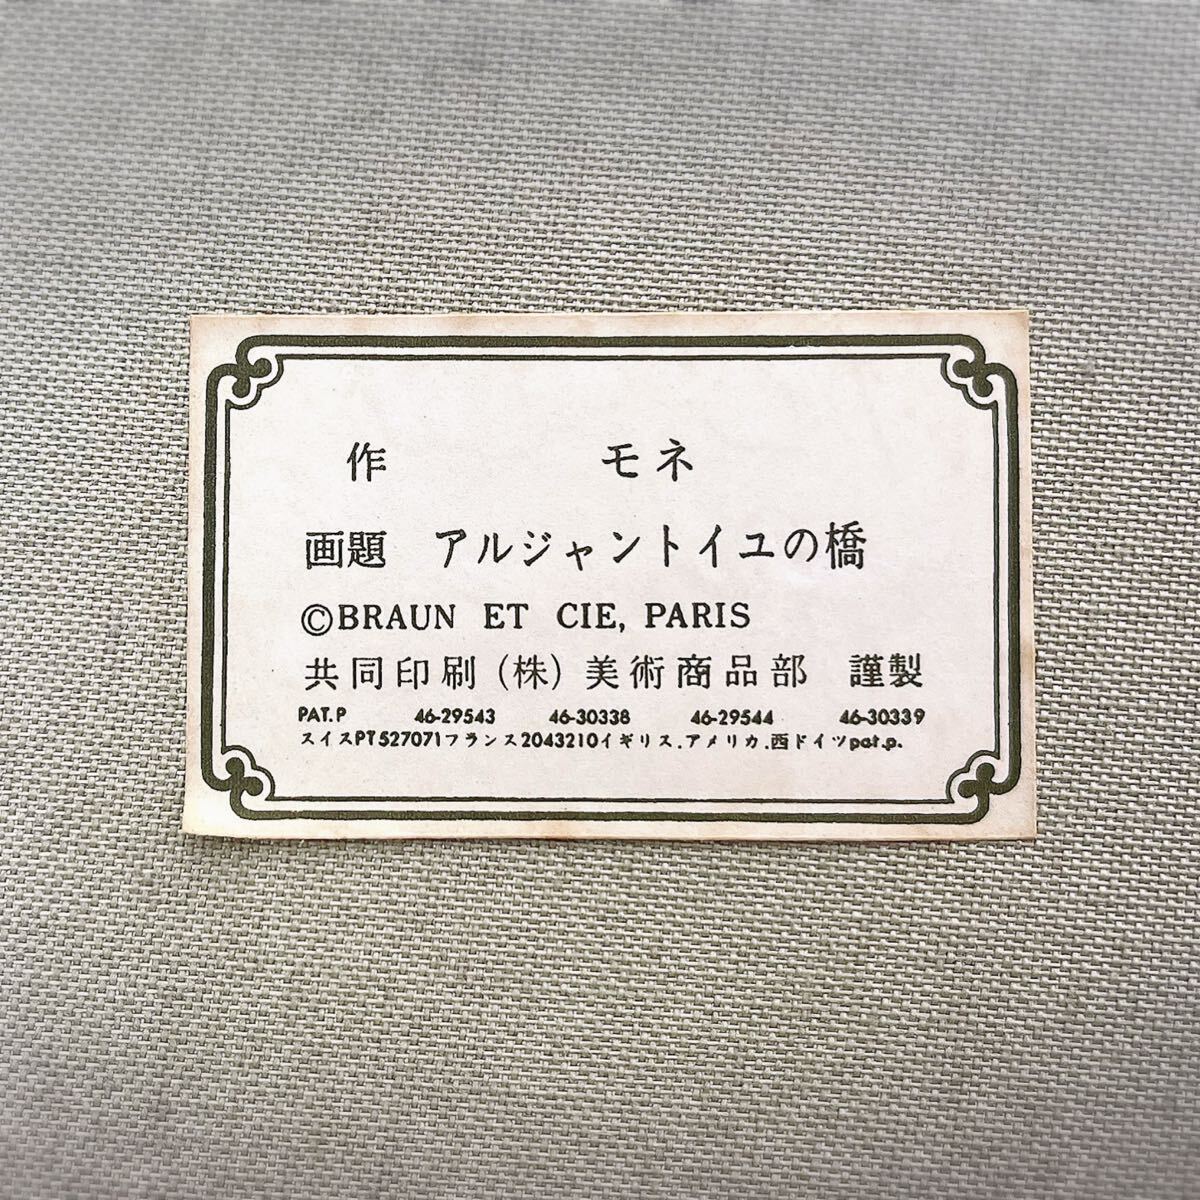 作 モネ
画題 アルジャントイユの橋
©BRAUN ET CIE, PARIS
共同印刷(株)美術商品部 謹製
PAT.P 46-29543 46-30338 46-29544 46-30339
スイスPT527071フランス2043210イギリス.アメリカ.西ドイツpat.p.